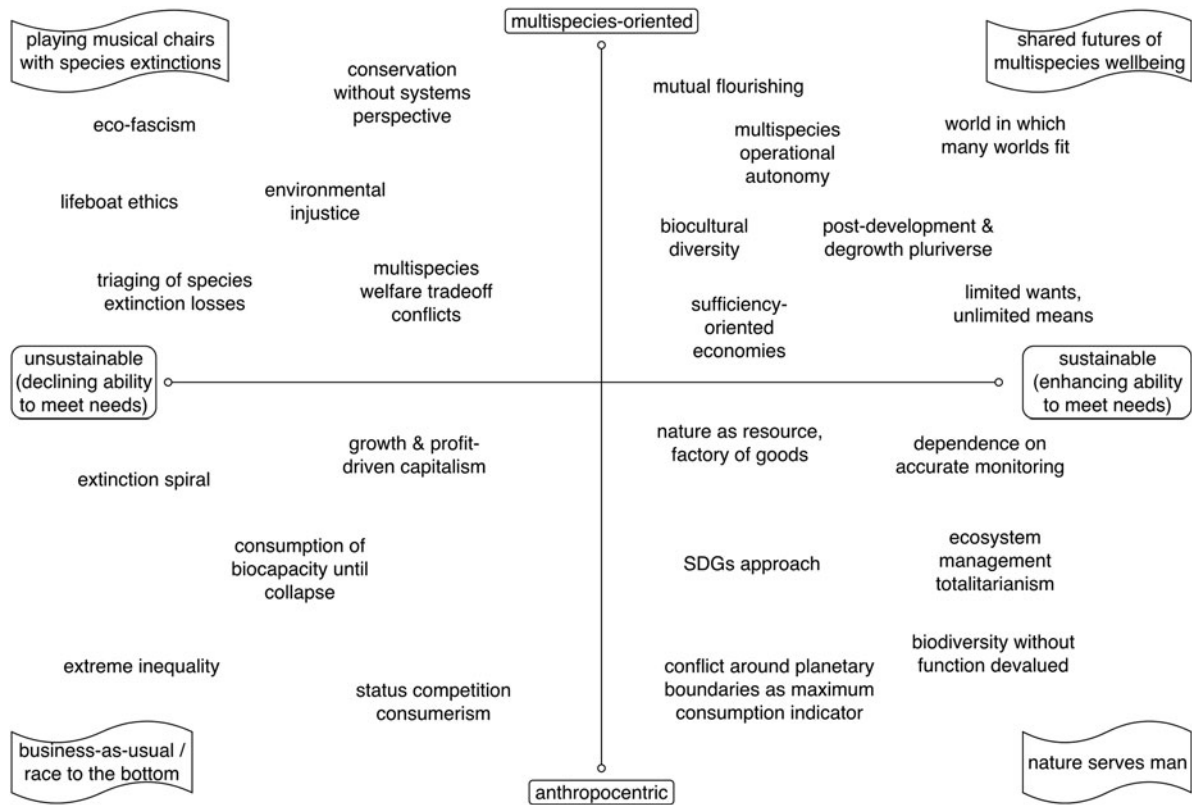 multispecies-oriented
playing musical chairs
with species extinctions
shared futures of
multispecies wellbeing
conservation
without systems
perspective
eco-fascism
lifeboat ethics
environmental
injustice
triaging of species
extinction losses
multispecies
welfare tradeoff
conflicts
mutual flourishing
multispecies
operational
autonomy
world in which
many worlds fit
biocultural
diversity
post-development &
degrowth pluriverse
sufficiency-
oriented
economies
limited wants,
unlimited means
unsustainable
(declining ability
to meet needs)
sustainable
(enhancing ability
to meet needs)
growth & profit-
driven capitalism
extinction spiral
consumption of
biocapacity until
collapse
extreme inequality
status competition
consumerism
business-as-usual /
race to the bottom
nature as resource,
factory of goods
dependence on
accurate monitoring
SDGs approach
ecosystem
management
totalitarianism
biodiversity without
function devalued
conflict around planetary
boundaries as maximum
consumption indicator
nature serves man
anthropocentric